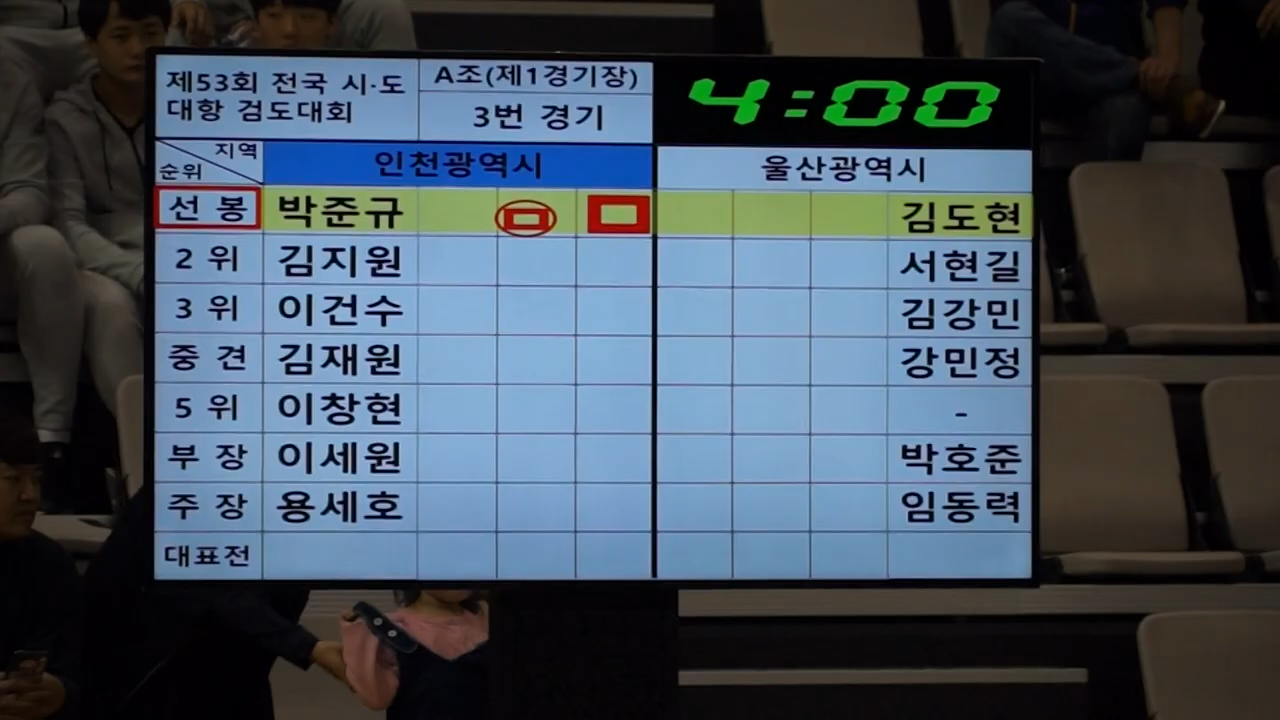 제53회 전국 시·도
대항 검도대회
A조(제1경기장)
3번 경기
4:00
지역
순위
인천광역시
울산광역시
선 봉 박준규 ㅁ ㅁ 김도현
2 위 김지원 서현길
3 위 이건수 김강민
중 견 김재원 강민정
5 위 이창현 -
부 장 이세원 박호준
주 장 용세호 임동력
대표전